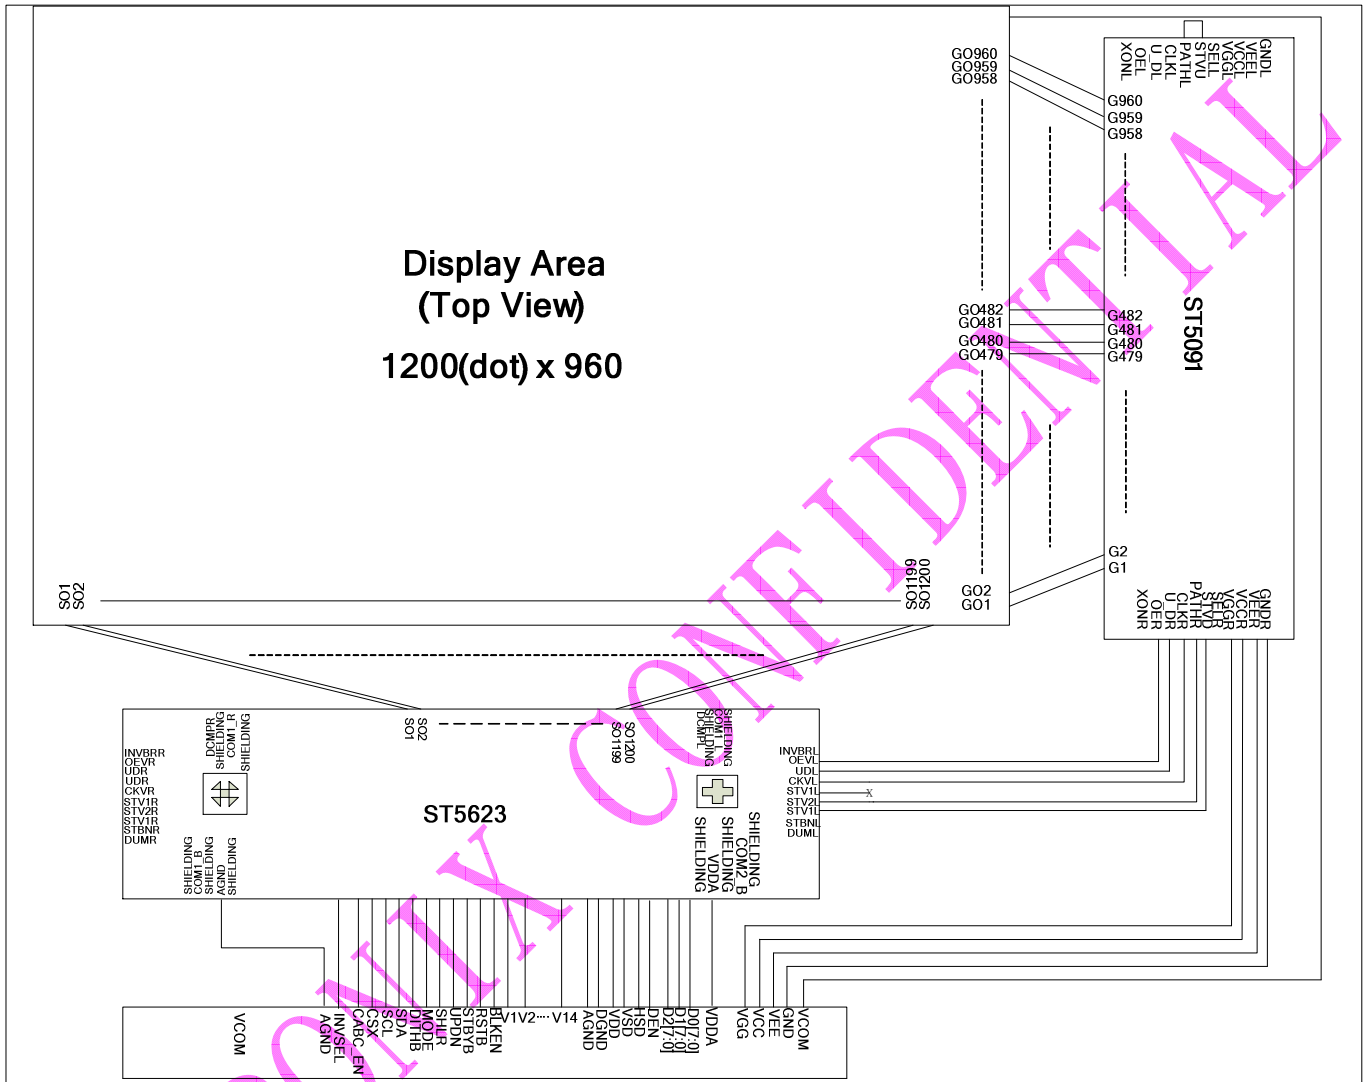 Display Area
(Top View)
1200(dot) x 960
GO960
GO959
GO958
GO482
GO481
GO480
GO479
GO2
GO1
SO1
SO2
SO1199
SO1200
XONL
OEL
U_DL
CLKL
PATHL
STVU
SELL
VGGL
VCCL
VEEL
GNDL
G960
G959
G958
G482
G481
G480
G479
G2
G1
ST5091
XONR
OER
U_DR
CLKR
PATHR
STVD
SELR
VGGR
VCCR
VEER
GNDR
DCMPR
SHIELDING
COM1_R
SHIELDING
SO1
SO2
SO1199
SO1200
DCMPL
SHIELDING
COM1_L
SHIELDING
INVBRR
OEVR
UDR
UDR
CKVR
STV1R
STV2R
STV1R
STBNR
DUMR
ST5623
INVBRL
OEVL
UDL
CKVL
STV1L
STV2L
STV1L
STBNL
DUML
X
SHIELDING
COM1_B
SHIELDING
AGND
SHIELDING
SHIELDING
VDDA
SHIELDING
COM2_B
SHIELDING
VCOM
AGND
INVSEL
CABC_EN
CSX
SCL
SDA
DITHB
MODE
SHLR
UPDN
STBYB
RSTB
BLKEN
V1V2····V14
AGND
DGND
VDD
VSD
HSD
DEN
D2[7:0]
D1[7:0]
D0[7:0]
VDDA
VGG
VCC
VEE
GND
VCOM
ONIX CONFIDENTIAL